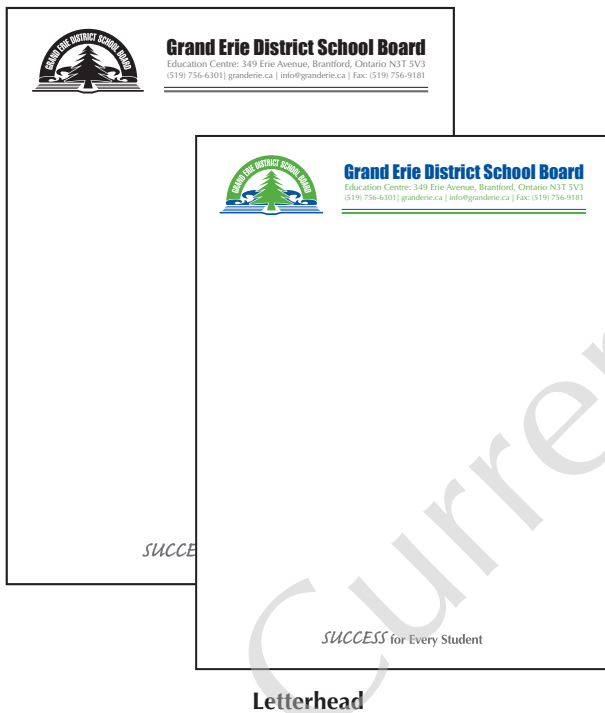 GRAND ERIE DISTRICT SCHOOL BOARD
Grand Erie District School Board
Education Centre: 349 Erie Avenue, Brantford, Ontario N3T 5V3
(519) 756-6301| granderie.ca | info@granderie.ca | Fax: (519) 756-9181
SUCCE
GRAND ERIE DISTRICT SCHOOL BOARD
Grand Erie District School Board
Education Centre: 349 Erie Avenue, Brantford, Ontario N3T 5V3
(519) 756-6301| granderie.ca | info@granderie.ca | Fax: (519) 756-9181
SUCCESS for Every Student
Curre
Letterhead